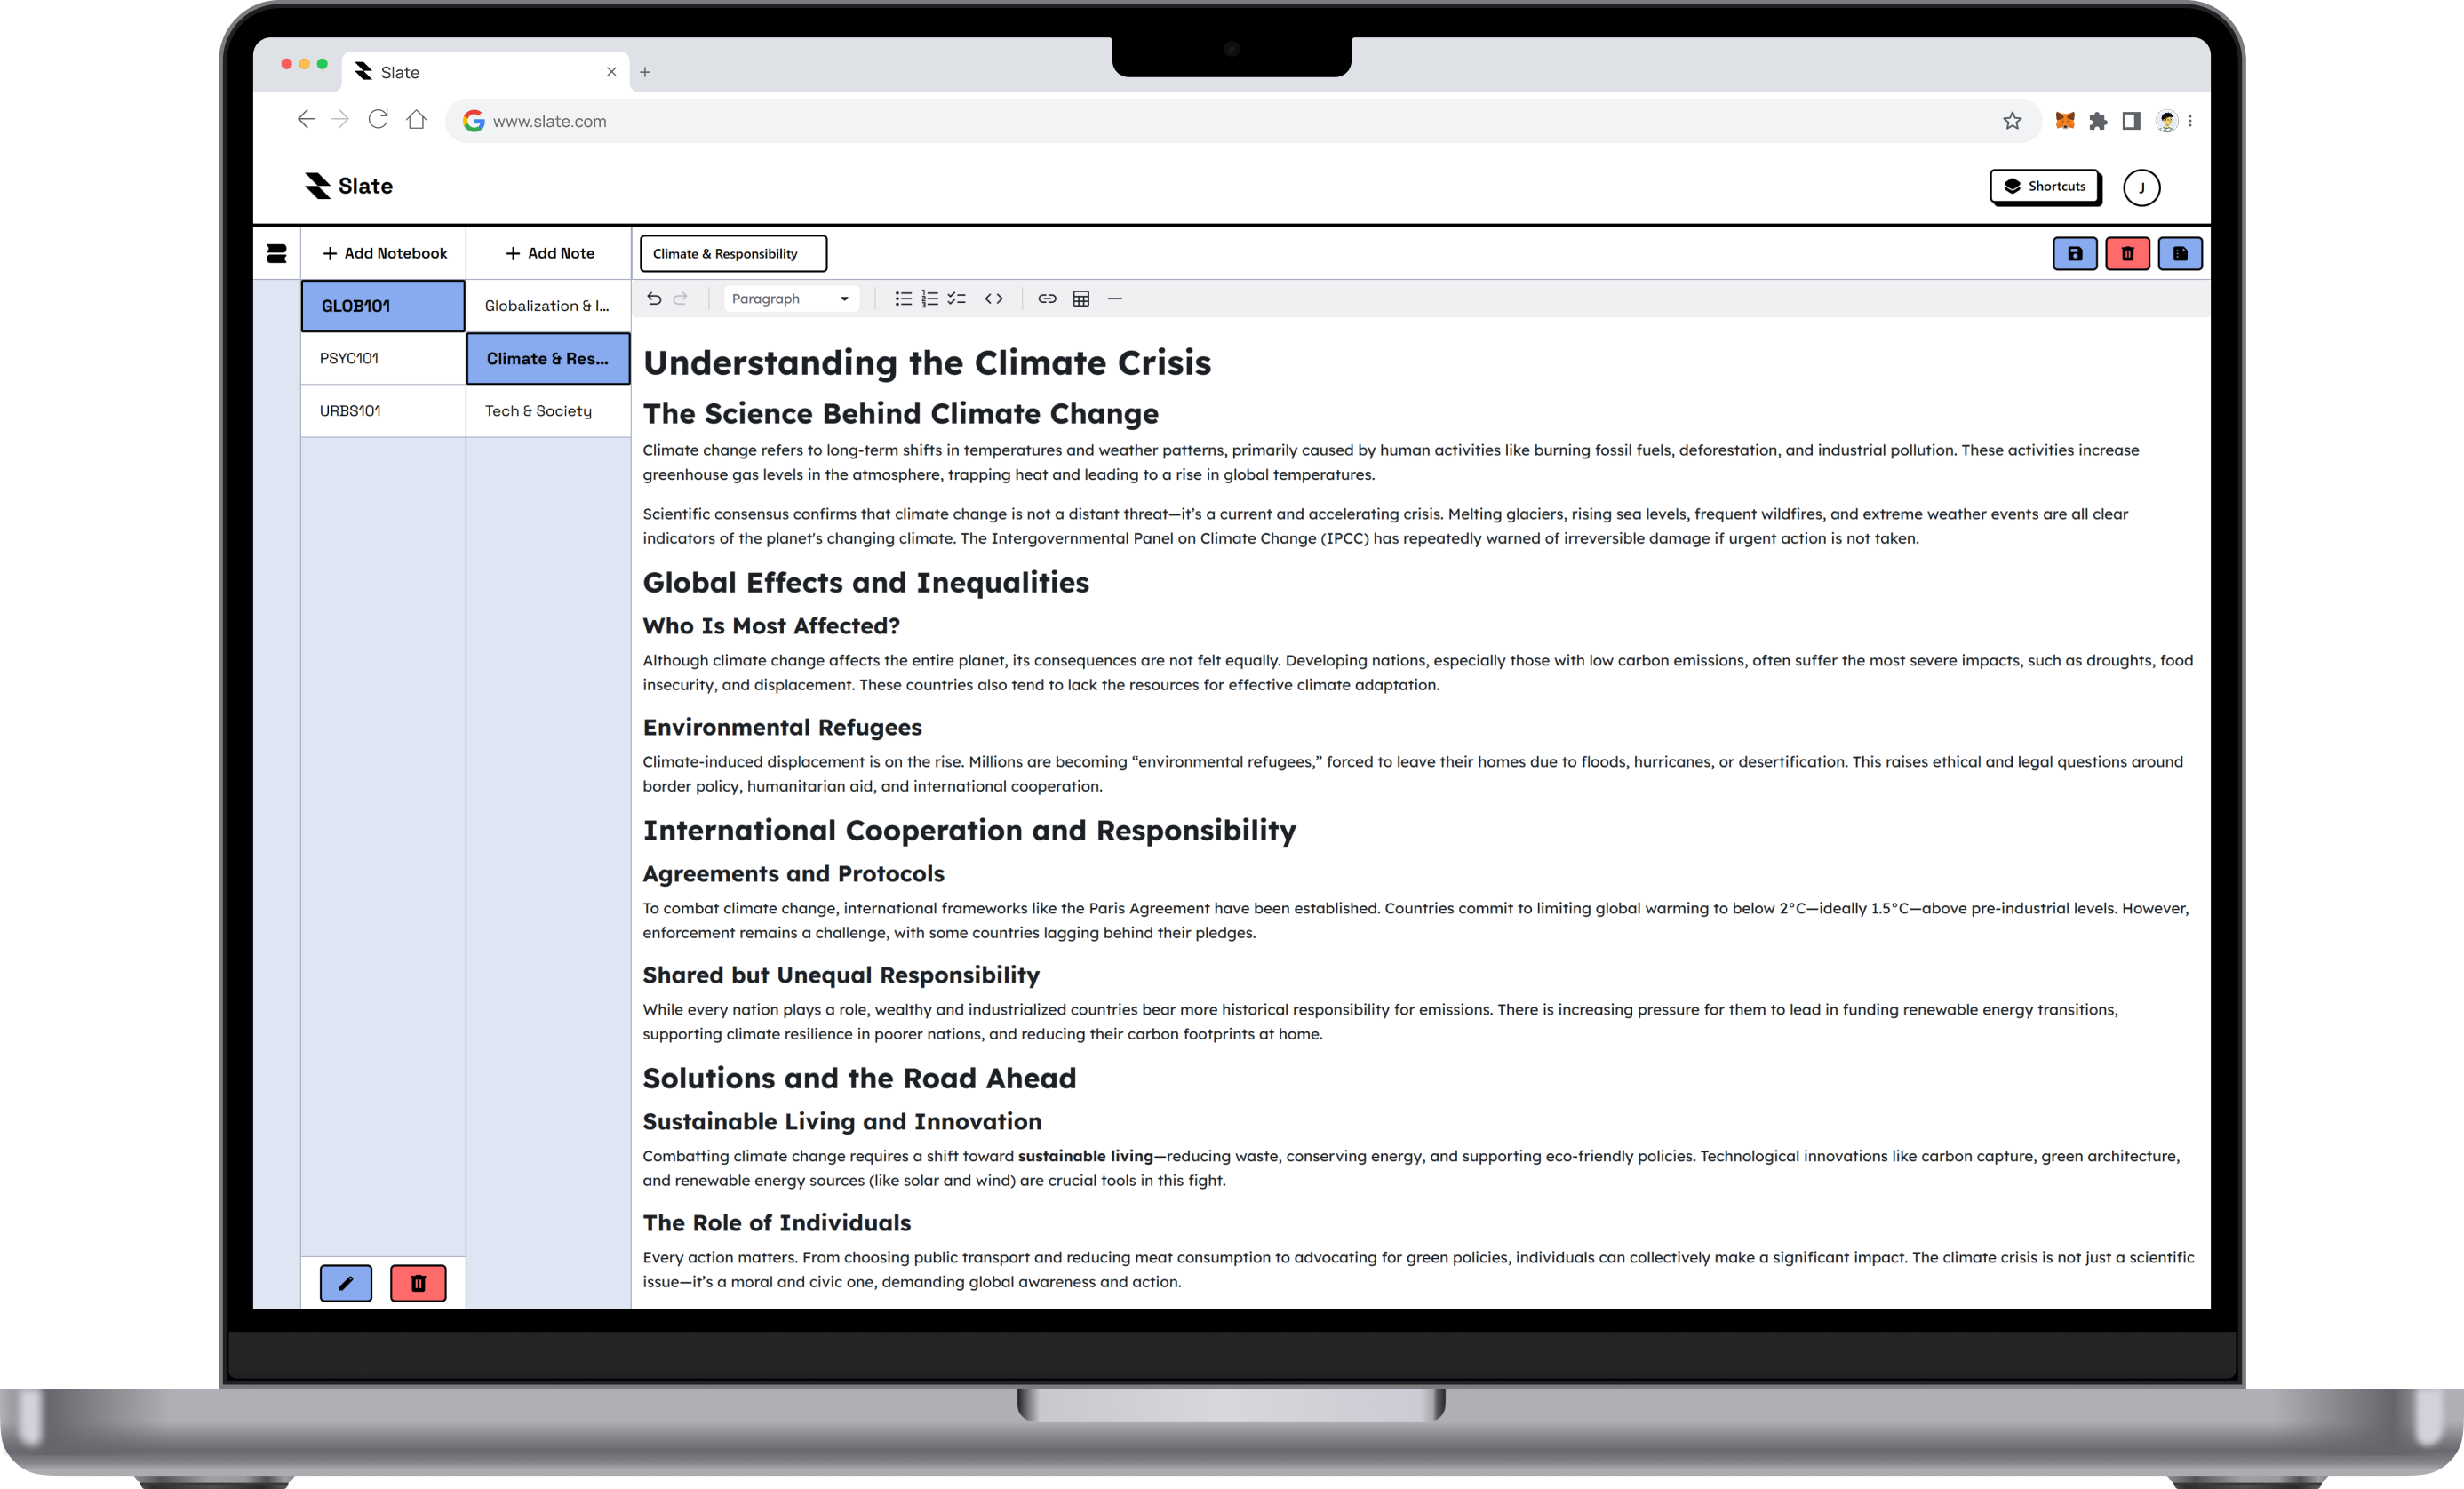 Slate
www.slate.com
Slate
Shortcuts
J
Add Notebook
Add Note
Climate & Responsibility
GLOB101
Globalization & I...
Paragraph
PSYC101
Climate & Res...
URBS101
Tech & Society
Understanding the Climate Crisis
The Science Behind Climate Change
Climate change refers to long-term shifts in temperatures and weather patterns, primarily caused by human activities like burning fossil fuels, deforestation, and industrial pollution. These activities increase
greenhouse gas levels in the atmosphere, trapping heat and leading to a rise in global temperatures.
Scientific consensus confirms that climate change is not a distant threat—it’s a current and accelerating crisis. Melting glaciers, rising sea levels, frequent wildfires, and extreme weather events are all clear
indicators of the planet's changing climate. The Intergovernmental Panel on Climate Change (IPCC) has repeatedly warned of irreversible damage if urgent action is not taken.
Global Effects and Inequalities
Who Is Most Affected?
Although climate change affects the entire planet, its consequences are not felt equally. Developing nations, especially those with low carbon emissions, often suffer the most severe impacts, such as droughts, food
insecurity, and displacement. These countries also tend to lack the resources for effective climate adaptation.
Environmental Refugees
Climate-induced displacement is on the rise. Millions are becoming “environmental refugees,” forced to leave their homes due to floods, hurricanes, or desertification. This raises ethical and legal questions around
border policy, humanitarian aid, and international cooperation.
International Cooperation and Responsibility
Agreements and Protocols
To combat climate change, international frameworks like the Paris Agreement have been established. Countries commit to limiting global warming to below 2°C—ideally 1.5°C—above pre-industrial levels. However,
enforcement remains a challenge, with some countries lagging behind their pledges.
Shared but Unequal Responsibility
While every nation plays a role, wealthy and industrialized countries bear more historical responsibility for emissions. There is increasing pressure for them to lead in funding renewable energy transitions,
supporting climate resilience in poorer nations, and reducing their carbon footprints at home.
Solutions and the Road Ahead
Sustainable Living and Innovation
Combatting climate change requires a shift toward sustainable living—reducing waste, conserving energy, and supporting eco-friendly policies. Technological innovations like carbon capture, green architecture,
and renewable energy sources (like solar and wind) are crucial tools in this fight.
The Role of Individuals
Every action matters. From choosing public transport and reducing meat consumption to advocating for green policies, individuals can collectively make a significant impact. The climate crisis is not just a scientific
issue—it’s a moral and civic one, demanding global awareness and action.